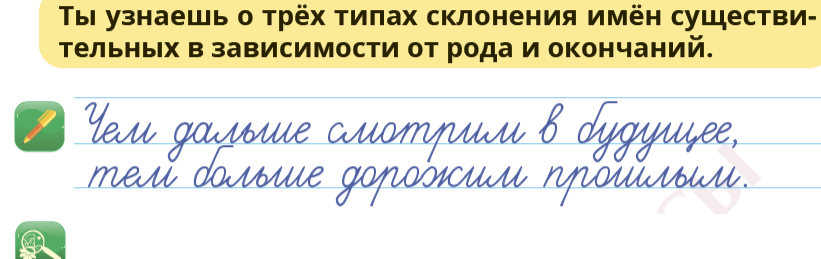 Ты узнаешь о трёх типах склонения имён существи-
тельных в зависимости от рода и окончаний.
Чем дальше смотрим в будущее,
тем больше дорожим прошлым.